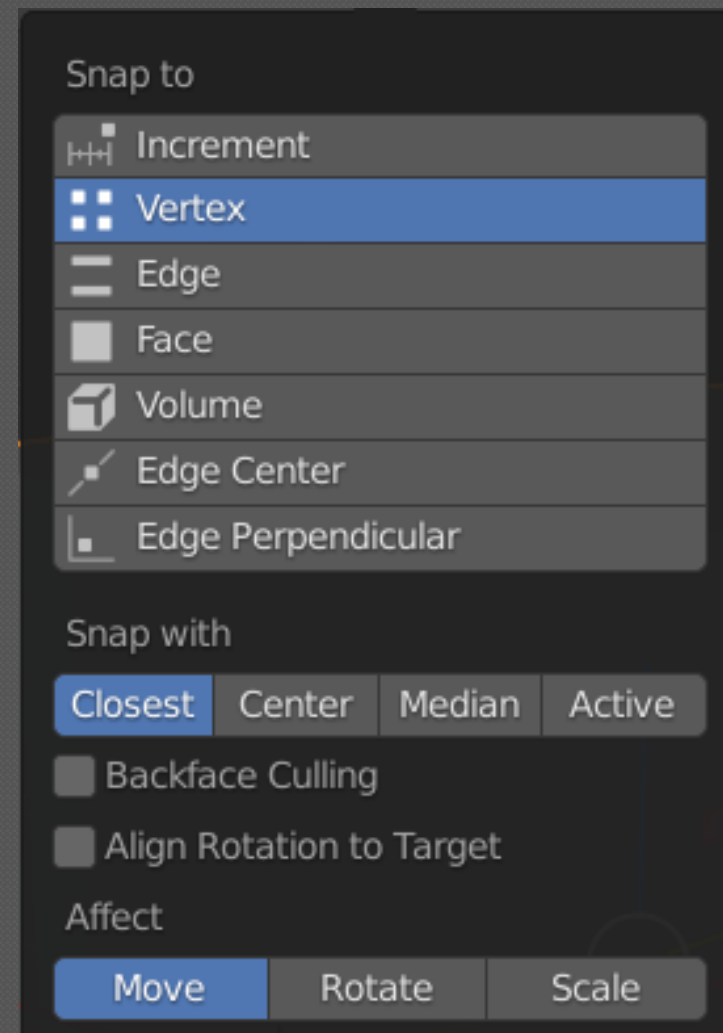 Snap to
Increment
Vertex
Edge
Face
Volume
Edge Center
Edge Perpendicular
Snap with
Closest Center Median Active
Backface Culling
Align Rotation to Target
Affect
Move Rotate Scale